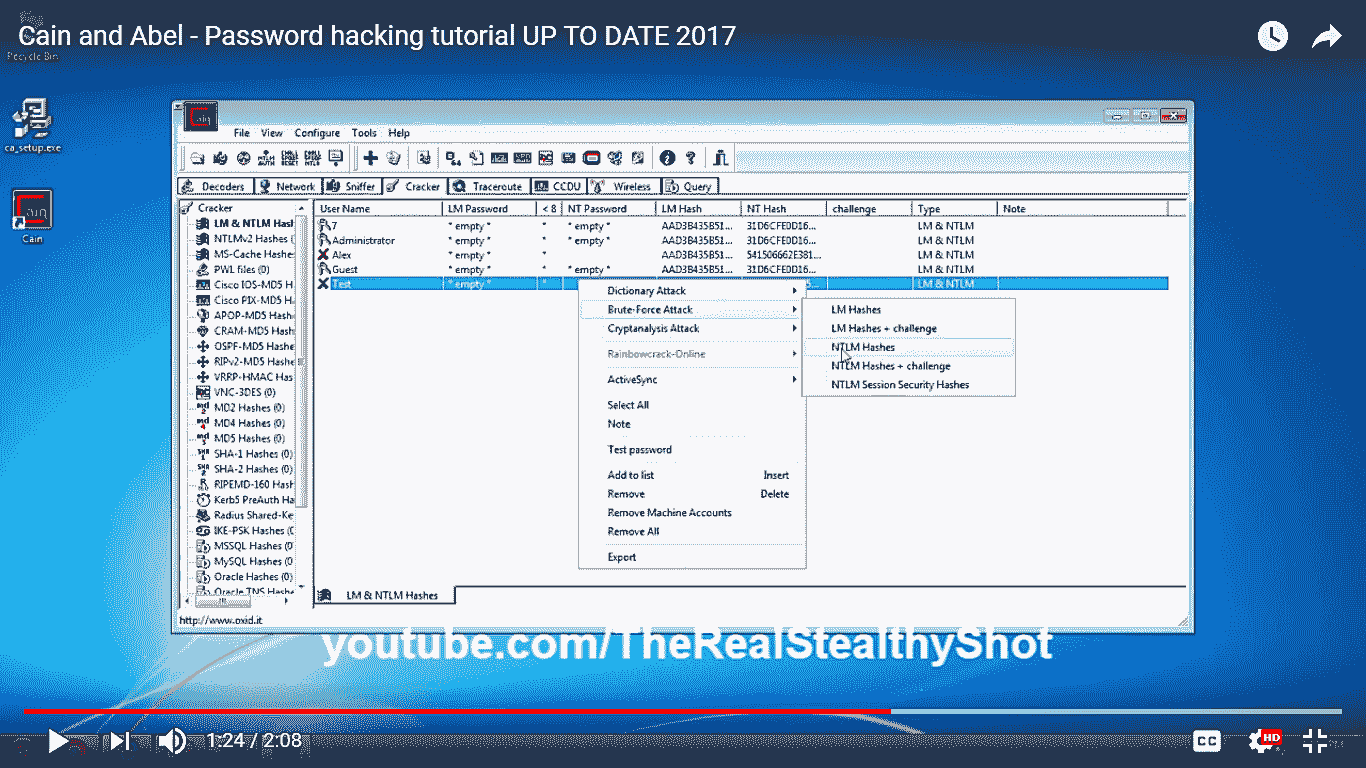 Cain and Abel - Password hacking tutorial UP TO DATE 2017
Recycle Bin
ca_setup.exe
Cain
Cain
File View Configure Tools Help
Decoders Network Sniffer Cracker Traceroute CCDU Wireless Query
Cracker
LM & NTLM Hasl
NTLMv2 Hashes (
MS-Cache Hashe
PWL files (0)
Cisco IOS-MD5 H
Cisco PIX-MD5 H
APOP-MD5 Hashe
CRAM-MD5 Hash
OSPF-MD5 Hashe
RIPv2-MD5 Hashe
VRRP-HMAC Has
VNC-3DES (0)
MD2 Hashes (0)
MD4 Hashes (0)
MD5 Hashes (0)
SHA-1 Hashes (0)
SHA-2 Hashes (0)
RIPEMD-160 Hash
Kerb5 PreAuth Ha
Radius Shared-Ke
IKE-PSK Hashes (0
MSSQL Hashes (0
MySQL Hashes (0
Oracle Hashes (0)
Oracle TNS Hashe
User Name LM Password < 8 NT Password LM Hash NT Hash challenge Type Note
7 * empty * * * empty * AAD3B435B51... 31D6CFE0D16... LM & NTLM
Administrator * empty * * * empty * AAD3B435B51... 31D6CFE0D16... LM & NTLM
Alex * empty * * AAD3B435B51... 541506662E381... LM & NTLM
Guest * empty * * * empty * AAD3B435B51... 31D6CFE0D16... LM & NTLM
Test * empty * * LM & NTLM
Dictionary Attack
Brute-Force Attack
Cryptanalysis Attack
Rainbowcrack-Online
ActiveSync
Select All
Note
Test password
Add to list Insert
Remove Delete
Remove Machine Accounts
Remove All
Export
LM Hashes
LM Hashes + challenge
NTLM Hashes
NTLM Hashes + challenge
NTLM Session Security Hashes
LM & NTLM Hashes
http://www.oxid.it
youtube.com/TheRealStealthyShot
1:24 / 2:08
CC
HD